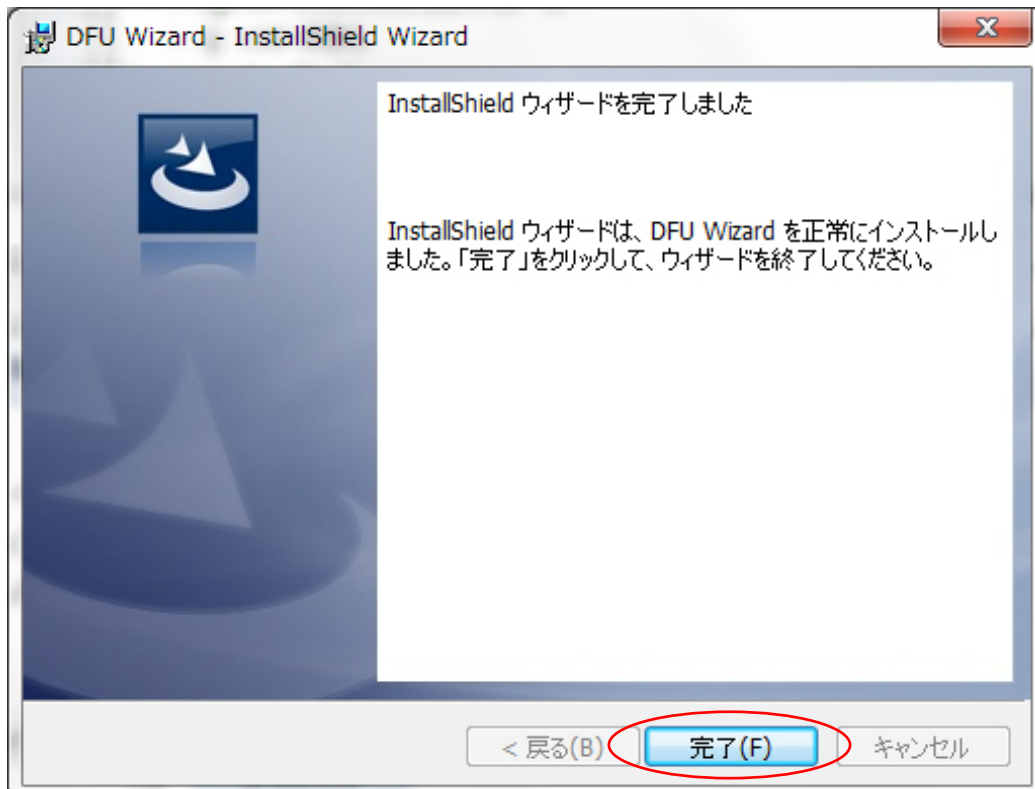 DFU Wizard - InstallShield Wizard
InstallShield ウィザードを完了しました
InstallShield ウィザードは、DFU Wizard を正常にインストールし
ました。「完了」をクリックして、ウィザードを終了してください。
< 戻る(B) 完了(F) キャンセル